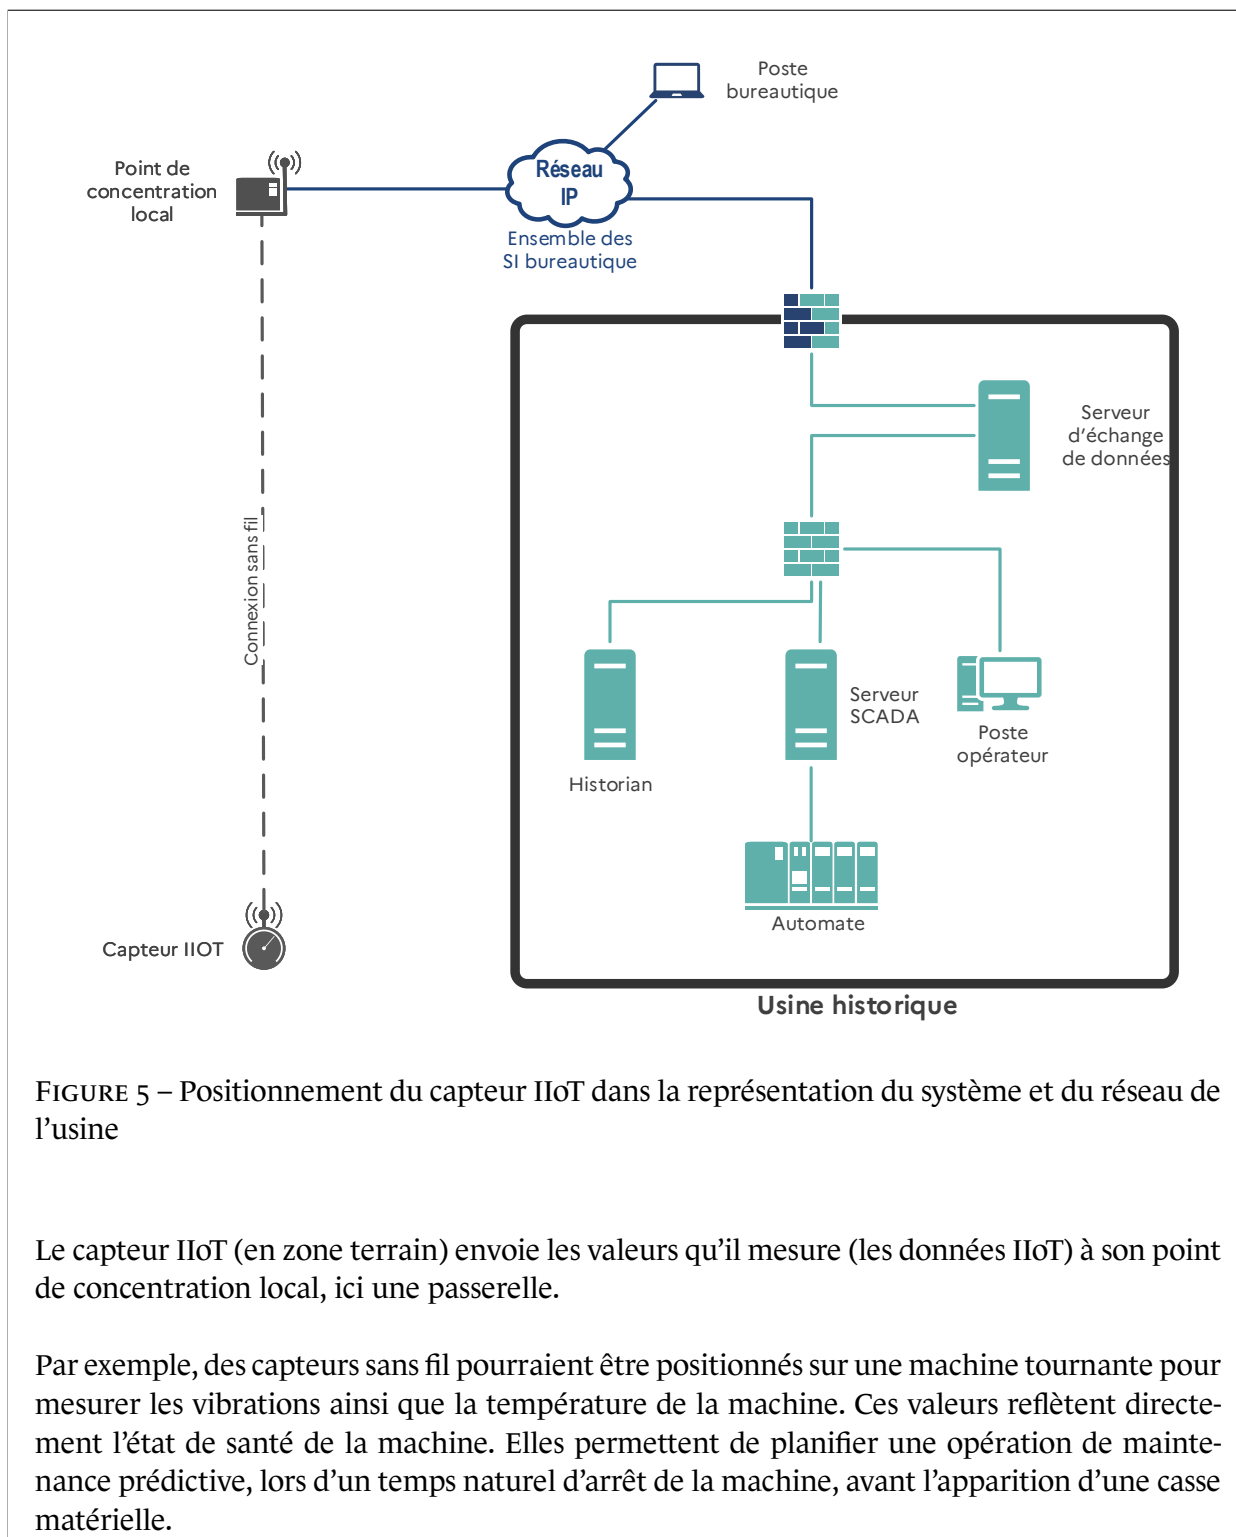 Poste
bureautique
Point de
concentration
local
Réseau
IP
Ensemble des
SI bureautique
Serveur
d'échange
de données
Connexion sans fil
Serveur
SCADA
Poste
opérateur
Historian
Automate
Capteur IIOT
Usine historique
FIGURE 5 – Positionnement du capteur IIoT dans la représentation du système et du réseau de
l'usine
Le capteur IIoT (en zone terrain) envoie les valeurs qu'il mesure (les données IIoT) à son point
de concentration local, ici une passerelle.
Par exemple, des capteurs sans fil pourraient être positionnés sur une machine tournante pour
mesurer les vibrations ainsi que la température de la machine. Ces valeurs reflètent directe-
ment l'état de santé de la machine. Elles permettent de planifier une opération de mainte-
nance prédictive, lors d'un temps naturel d'arrêt de la machine, avant l'apparition d'une casse
matérielle.